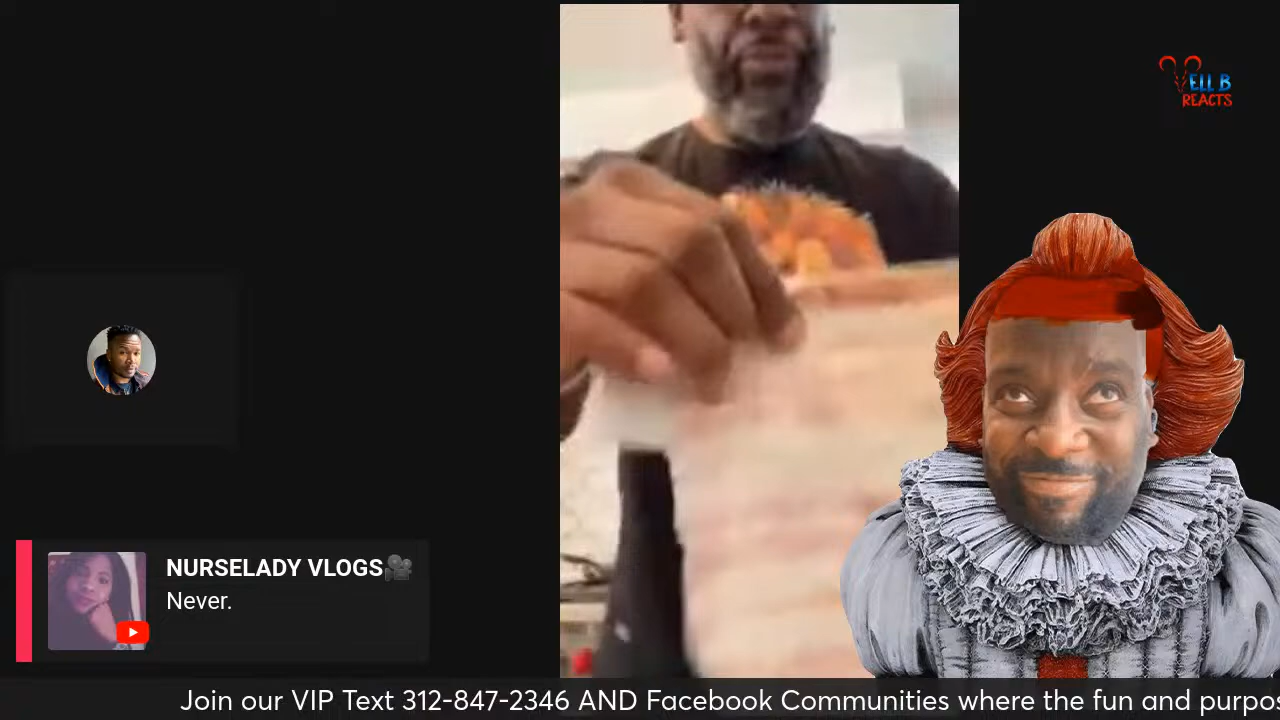 VELL B
REACTS
NURSELADY VLOGS🎥
Never.
Join our VIP Text 312-847-2346 AND Facebook Communities where the fun and purpos